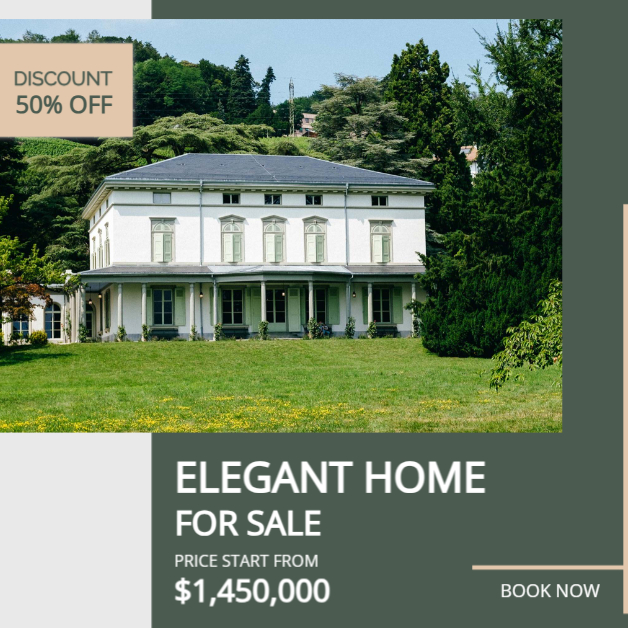 DISCOUNT
50% OFF
ELEGANT HOME
FOR SALE
PRICE START FROM
$1,450,000
BOOK NOW